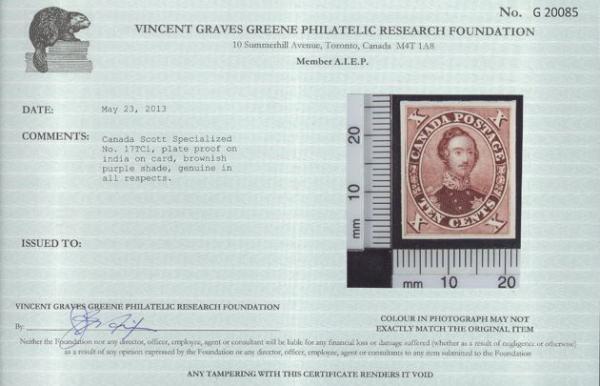 No. G 20085
VINCENT GRAVES GREENE PHILATELIC RESEARCH FOUNDATION
10 Summerhill Avenue, Toronto, Canada M4T 1A8
Member A.I.E.P.
DATE: May 23, 2013
COMMENTS: Canada Scott Specialized
No. 17TCi, plate proof on
india on card, brownish
purple shade, genuine in
all respects.
20
10
mm
CANADA POSTAGE
X X
TEN CENTS
X X
mm 10 20
ISSUED TO:
VINCENT GRAVES GREENE PHILATELIC RESEARCH FOUNDATION
By:
COLOUR IN PHOTOGRAPH MAY NOT
EXACTLY MATCH THE ORIGINAL ITEM
Neither the Foundation nor any director, officer, employee, agent or consultant will be liable for any financial loss or damage suffered (whether as a result of negligence or otherwise)
as a result of any opinion expressed by the Foundation or any director, officer, employee, agent or consultants to any item submitted to the Foundation
ANY TAMPERING WITH THIS CERTIFICATE RENDERS IT VOID